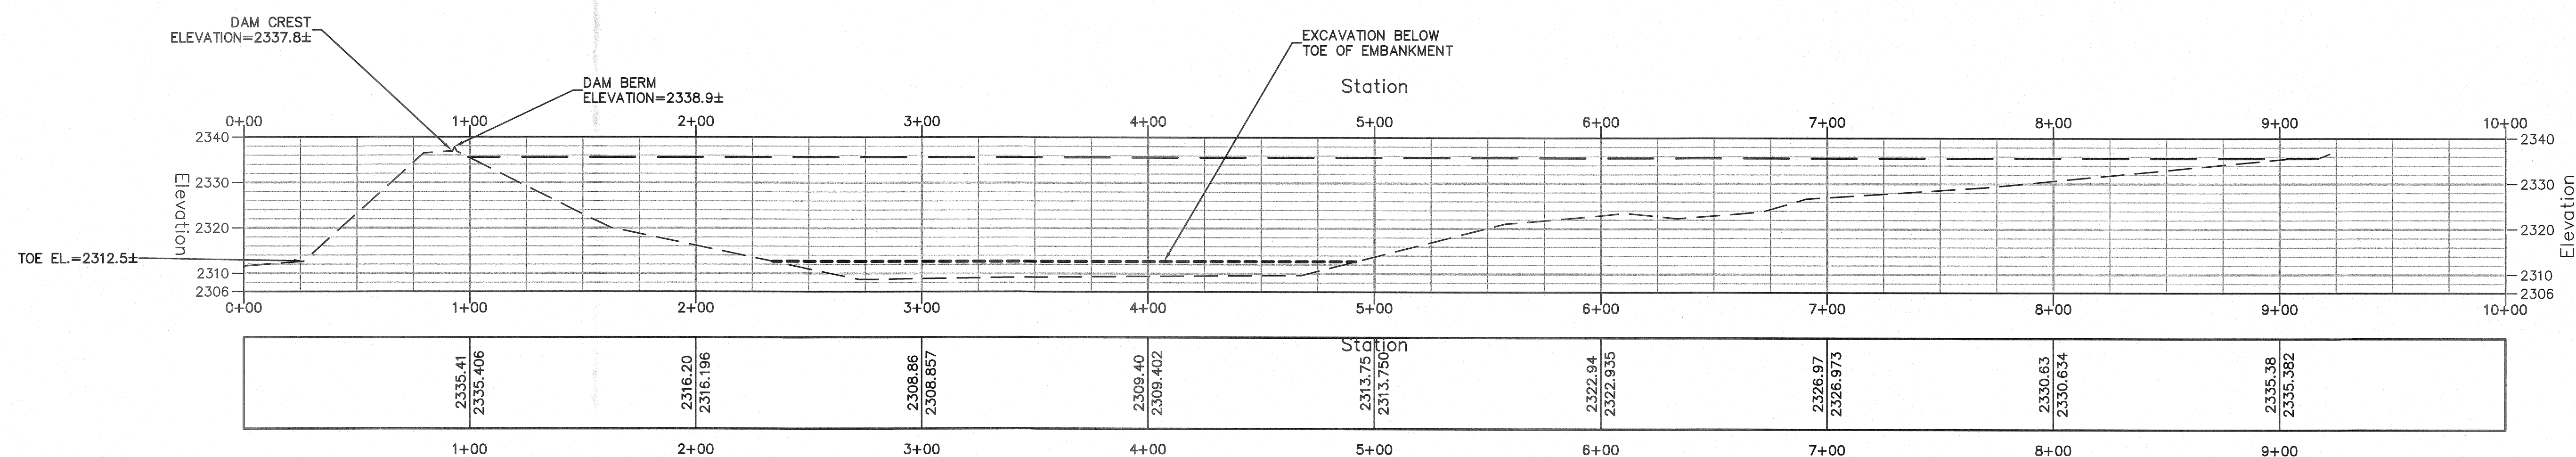 DAM CREST
ELEVATION=2337.8±
EXCAVATION BELOW
TOE OF EMBANKMENT
DAM BERM
ELEVATION=2338.9±
Station
0+00 1+00 2+00 3+00 4+00 5+00 6+00 7+00 8+00 9+00 10+00
2340 2340
2330 2330
Elevation Elevation
2320 2320
TOE EL.=2312.5±
2310 2310
2306 2306
0+00 1+00 2+00 3+00 4+00 5+00 6+00 7+00 8+00 9+00 10+00
Station
2335.41 2335.406
2316.20 2316.196
2308.86 2308.857
2309.40 2309.402
2313.75 2313.750
2322.94 2322.935
2326.97 2326.973
2330.63 2330.634
2335.38 2335.382
1+00 2+00 3+00 4+00 5+00 6+00 7+00 8+00 9+00